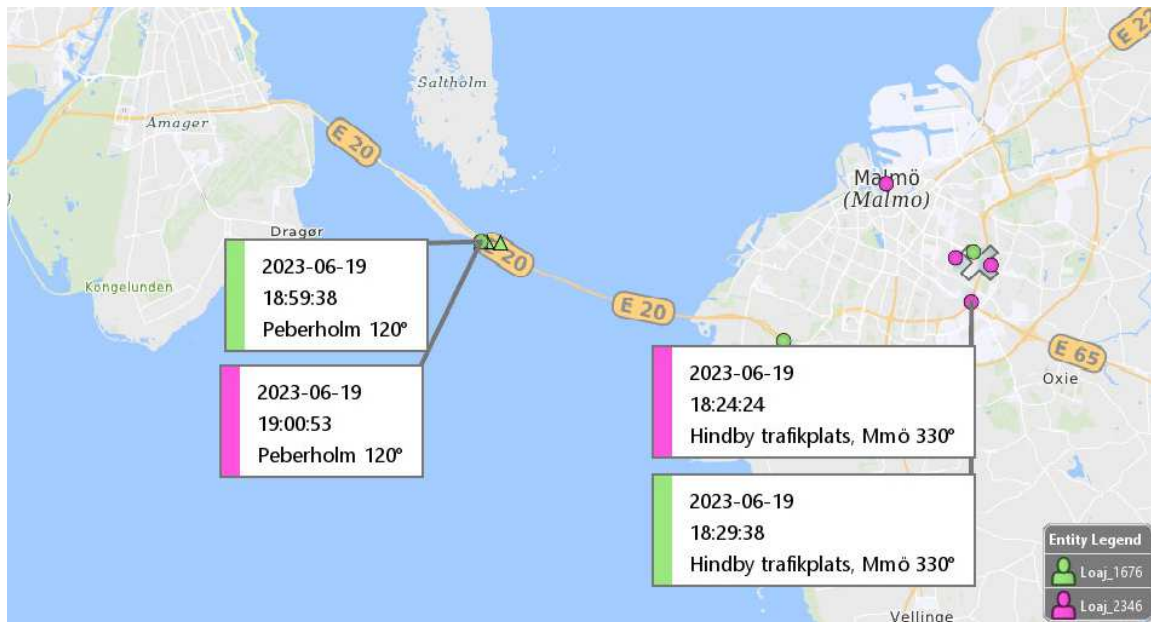 E 22
Saltholm
Amager
E 20
Malmö
(Malmo)
Dragør
E 20
2023-06-19
18:59:38
Peberholm 120°
Kongelunden
E 20
E 65
2023-06-19
18:24:24
Hindby trafikplats, Mmö 330°
Oxie
2023-06-19
19:00:53
Peberholm 120°
2023-06-19
18:29:38
Hindby trafikplats, Mmö 330°
Entity Legend
Loaj_1676
Loaj_2346
Vellinge